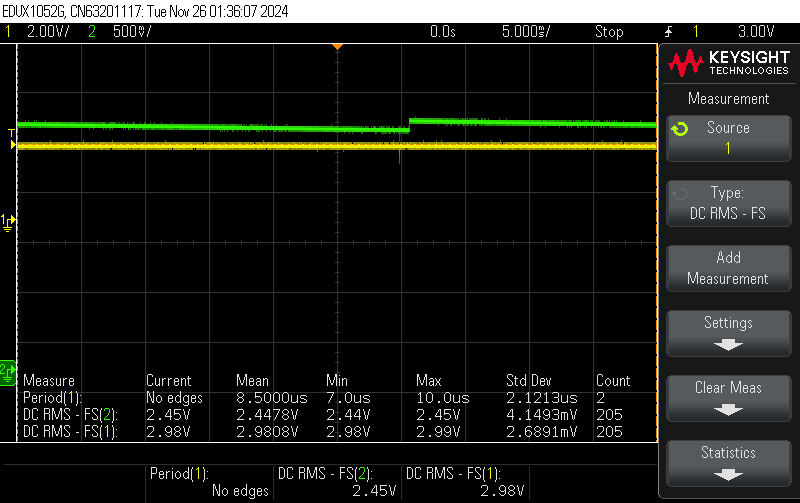 EDUX1052G, CN63201117: Tue Nov 26 01:36:07 2024
1 2.00V/ 2 500mV/ 0.0s 5.000ms/ Stop 1 3.00V
KEYSIGHT
TECHNOLOGIES
Measurement
Source
1
Type:
DC RMS - FS
Add
Measurement
Settings
Clear Meas
Statistics
T
1
2
Measure Current Mean Min Max Std Dev Count
Period(1): No edges 8.5000us 7.0us 10.0us 2.1213us 2
DC RMS - FS(2): 2.45V 2.4478V 2.44V 2.45V 4.1493mV 205
DC RMS - FS(1): 2.98V 2.9808V 2.98V 2.99V 2.6891mV 205
Period(1): DC RMS - FS(2): DC RMS - FS(1):
No edges 2.45V 2.98V